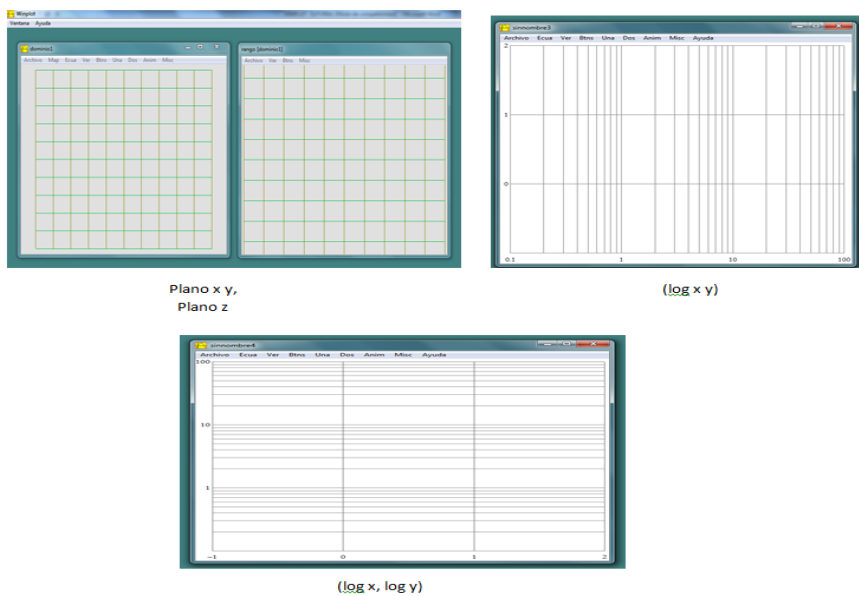 Winplot
Ventana Ayuda
dominio1
Archivo Map Ecua Ver Btns Una Dos Anim Misc
rango [dominio1]
Archivo Ver Btns Misc
Plano x y,
Plano z
sinnombre3
Archivo Ecua Ver Btns Una Dos Anim Misc Ayuda
2
1
0
0.1 1 10 100
(log x y)
sinnombre4
Archivo Ecua Ver Btns Una Dos Anim Misc Ayuda
100
10
1
-1 0 1 2
(log x, log y)